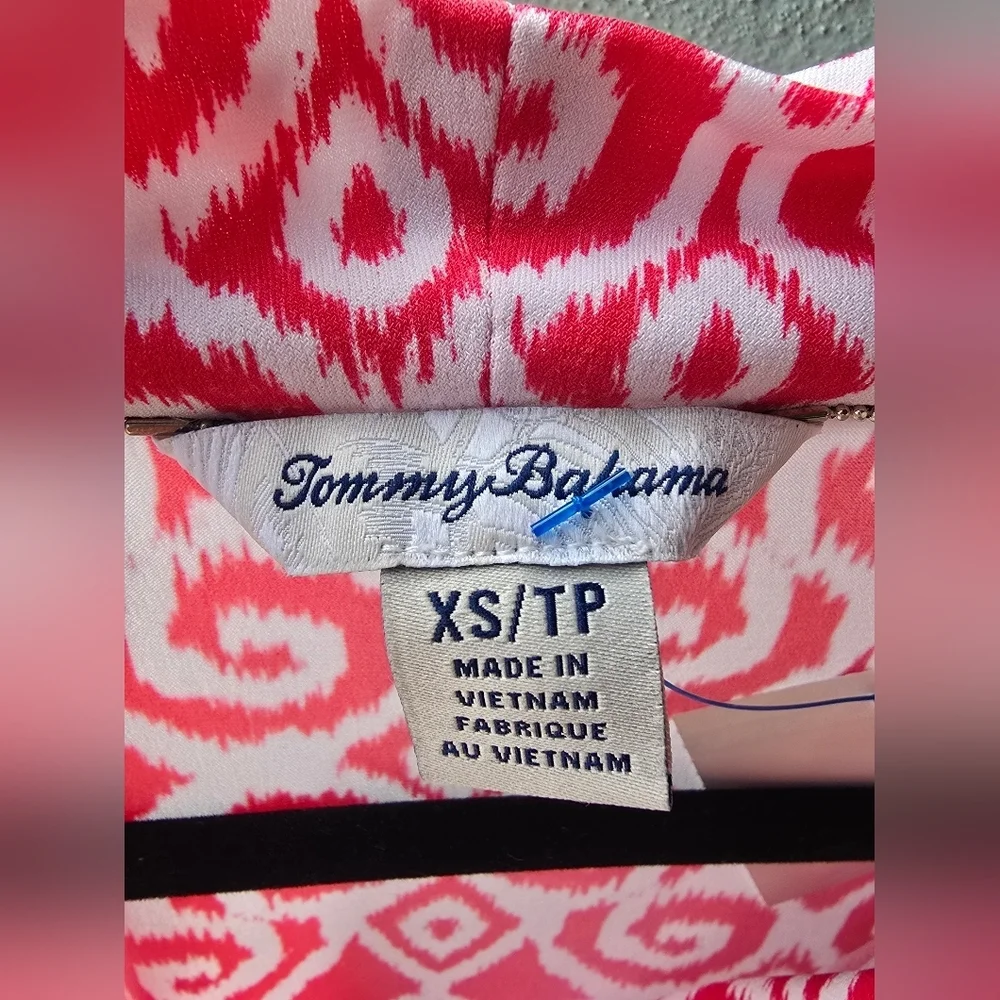 Tommy Bahama
XS/TP
MADE IN
VIETNAM
FABRIQUE
AU VIETNAM